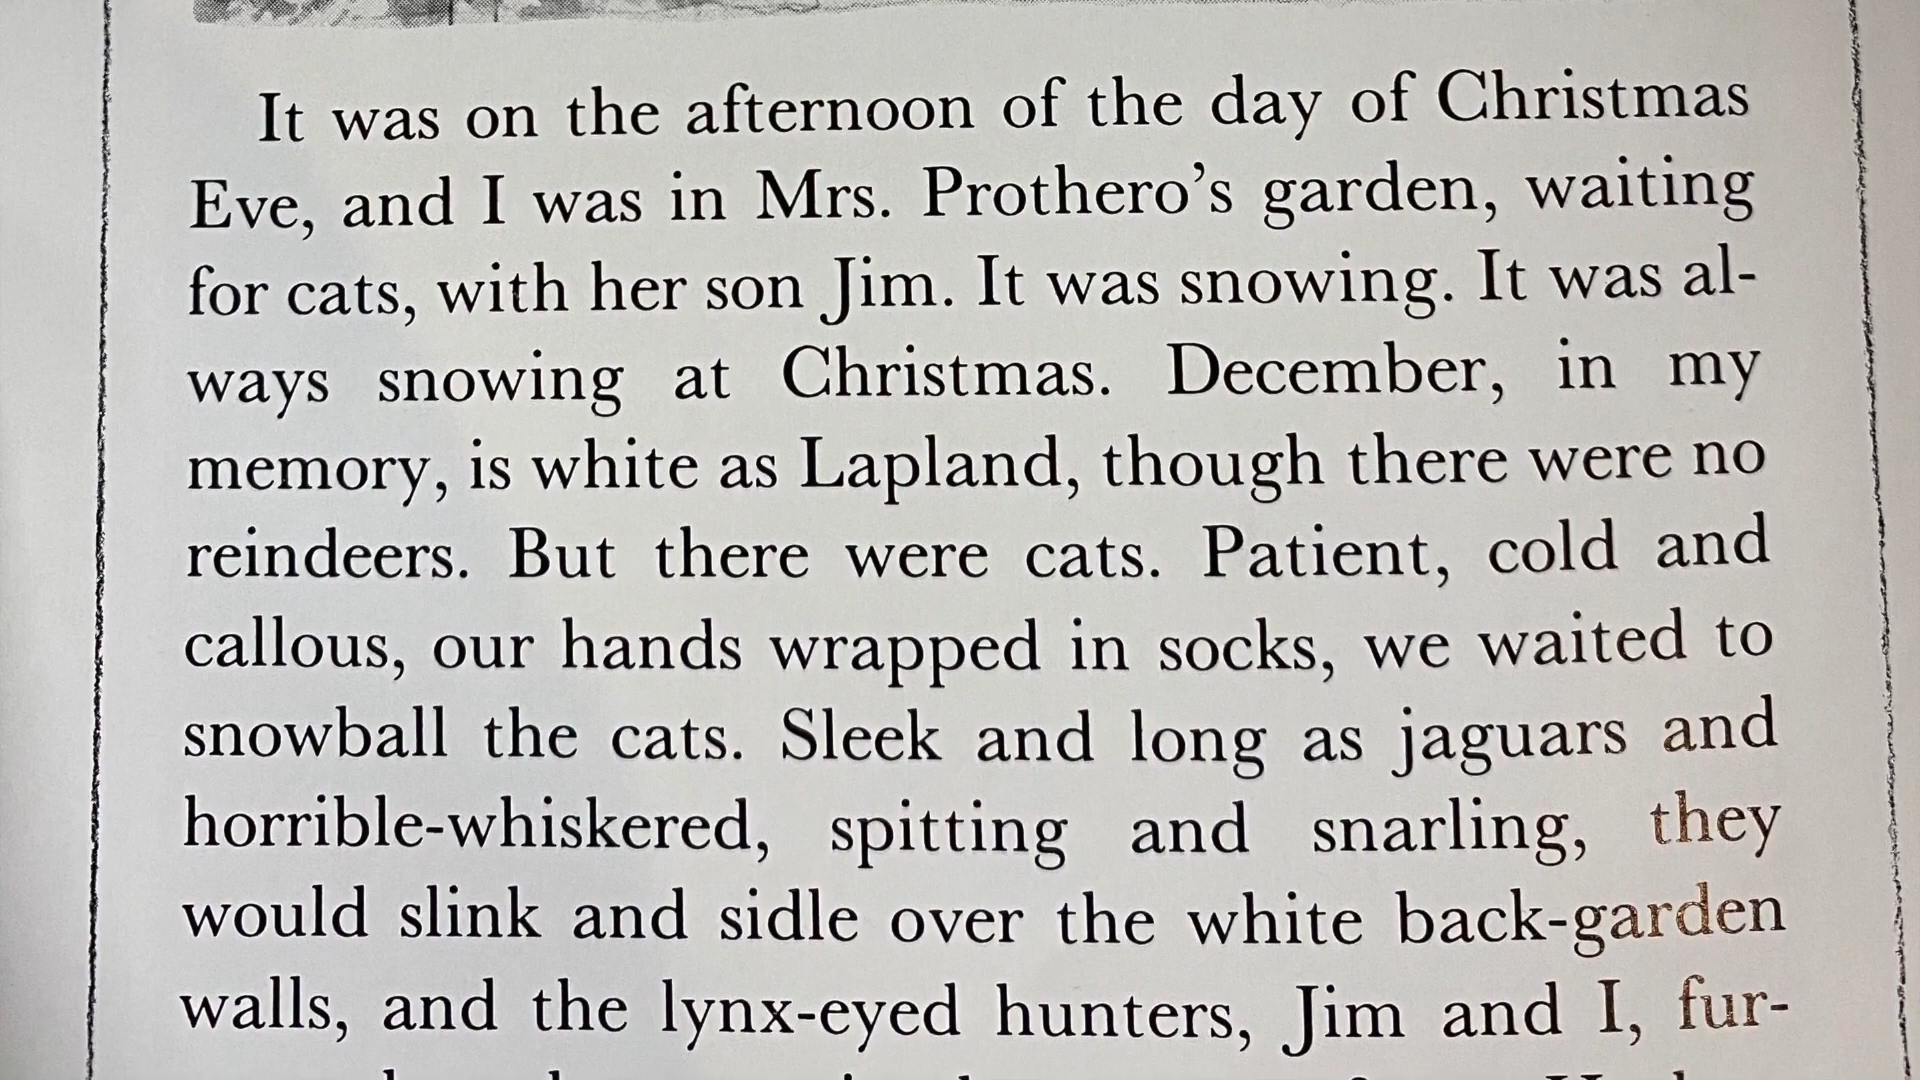 It was on the afternoon of the day of Christmas
Eve, and I was in Mrs. Prothero’s garden, waiting
for cats, with her son Jim. It was snowing. It was al-
ways snowing at Christmas. December, in my
memory, is white as Lapland, though there were no
reindeers. But there were cats. Patient, cold and
callous, our hands wrapped in socks, we waited to
snowball the cats. Sleek and long as jaguars and
horrible-whiskered, spitting and snarling, they
would slink and sidle over the white back-garden
walls, and the lynx-eyed hunters, Jim and I, fur-